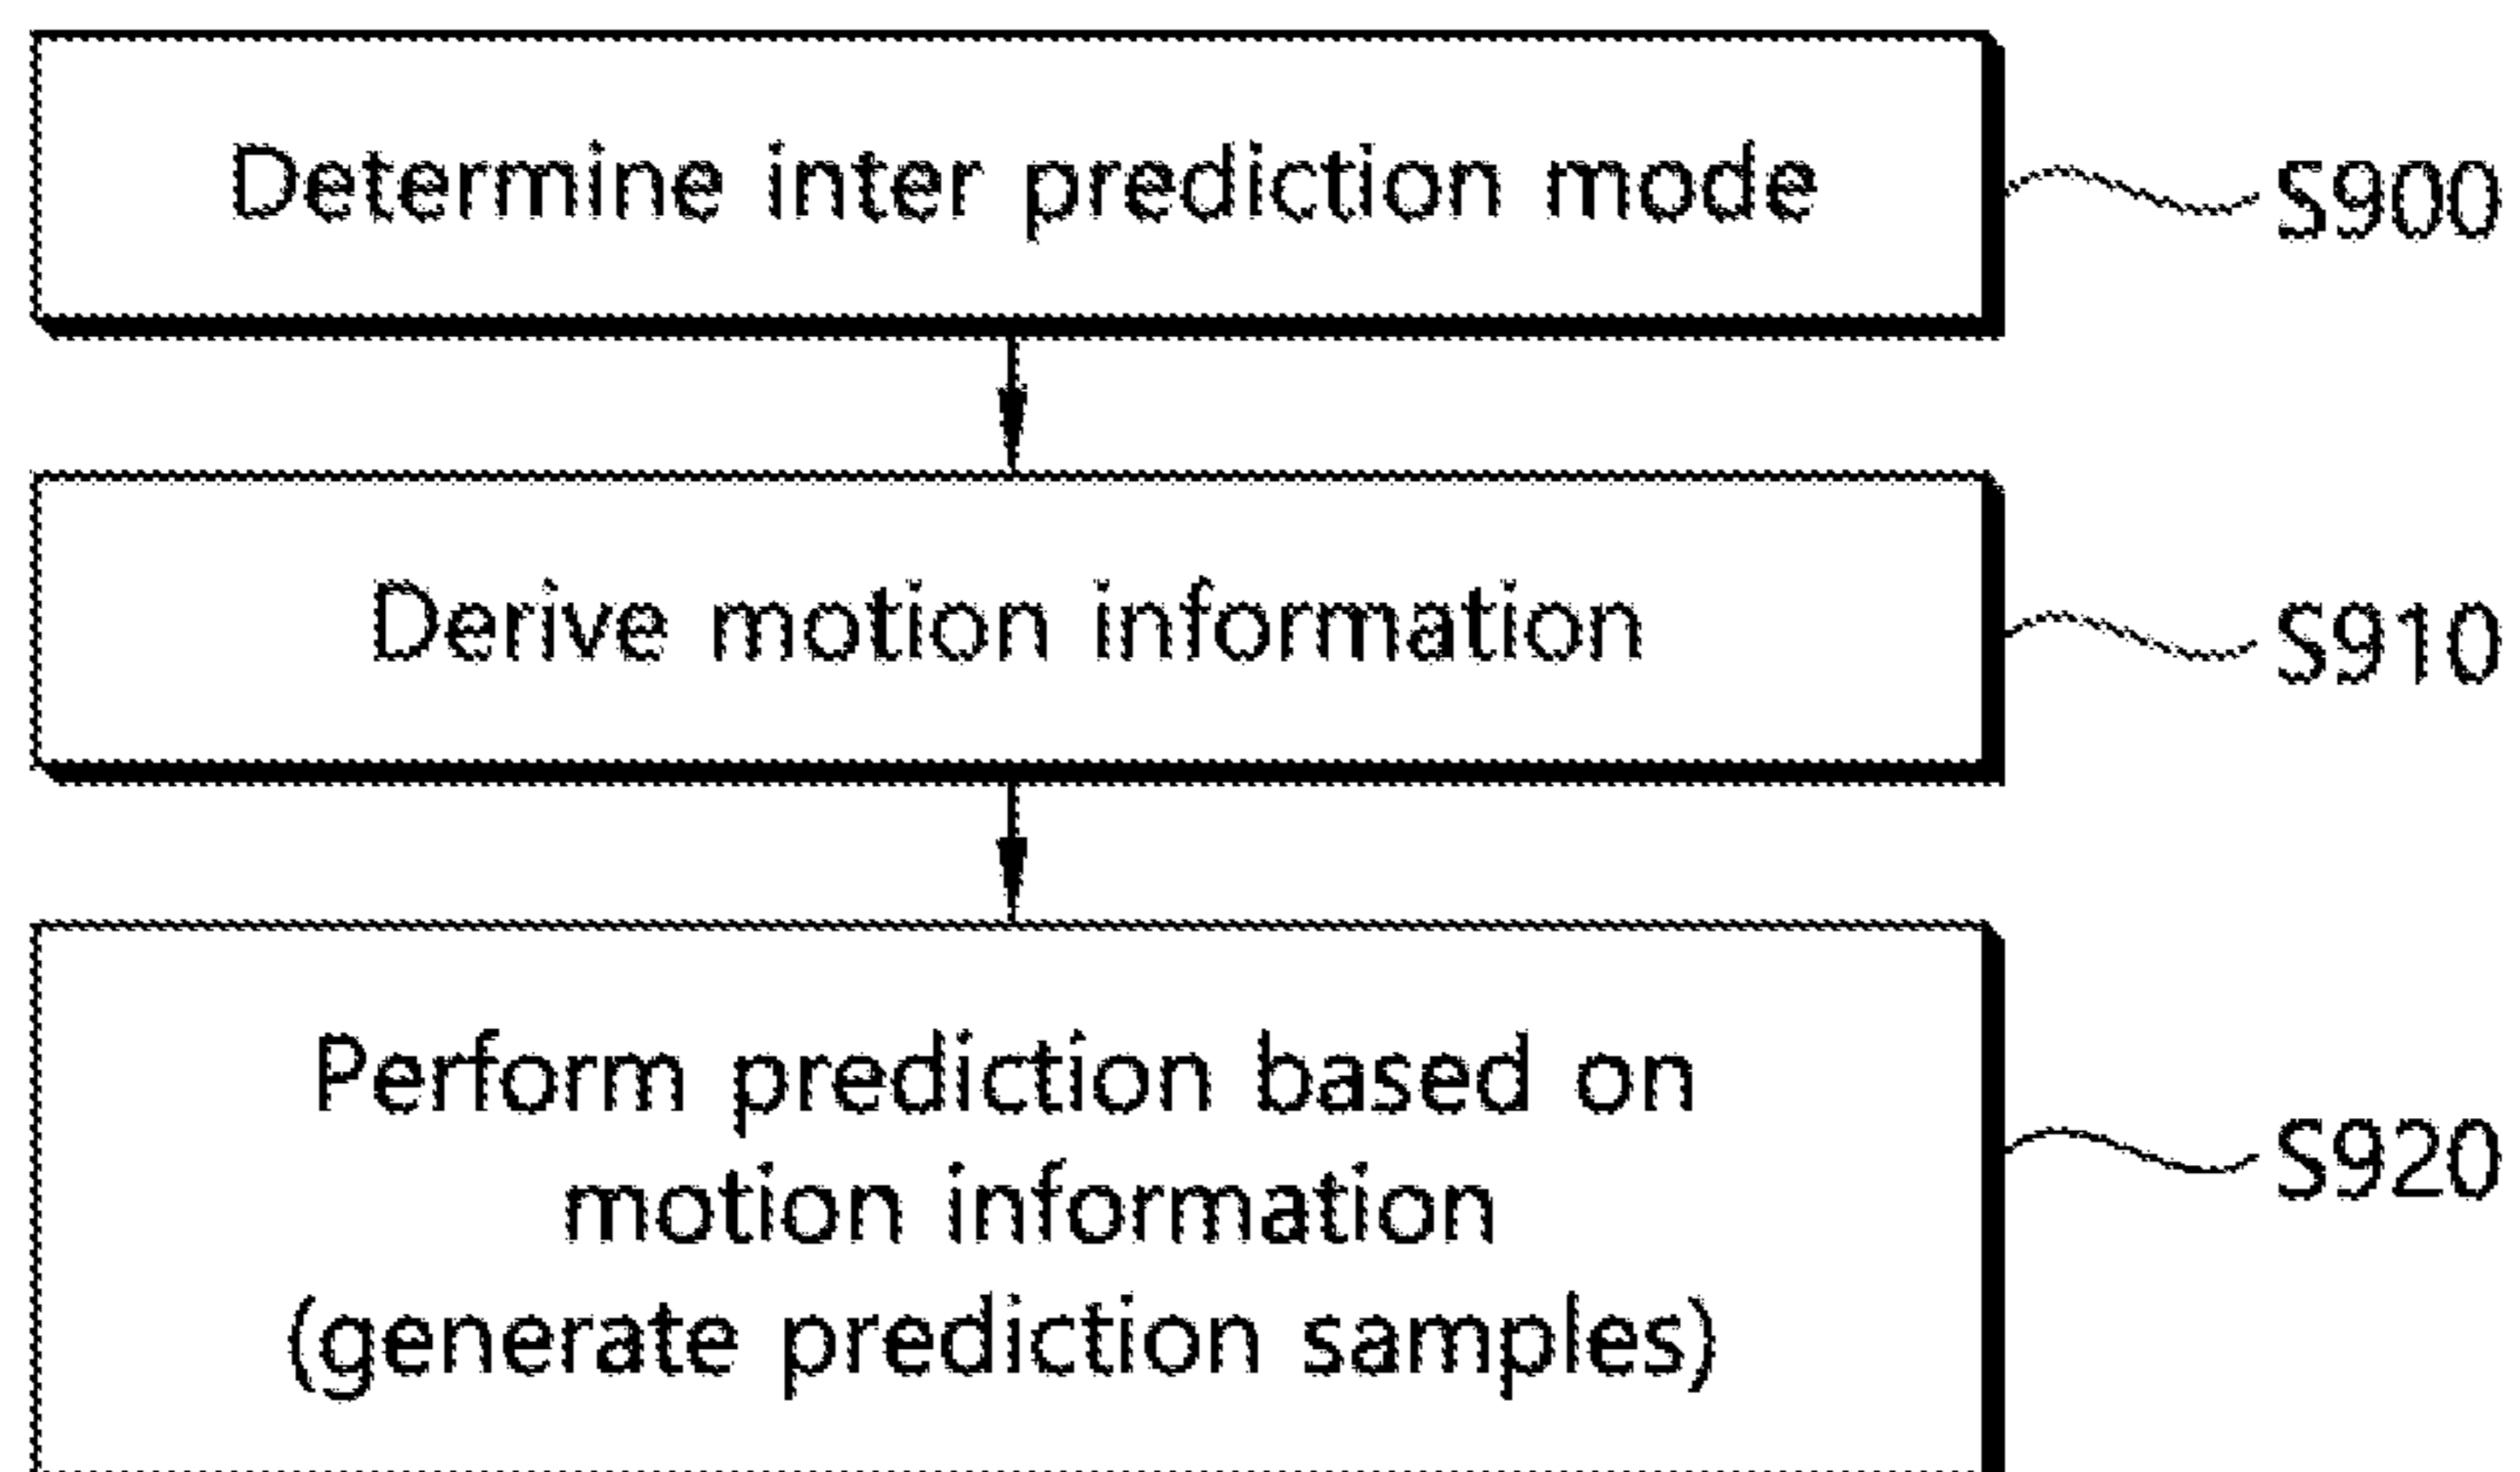 Determine inter prediction mode
S900
Derive motion information
S910
Perform prediction based on
motion information
(generate prediction samples)
S920